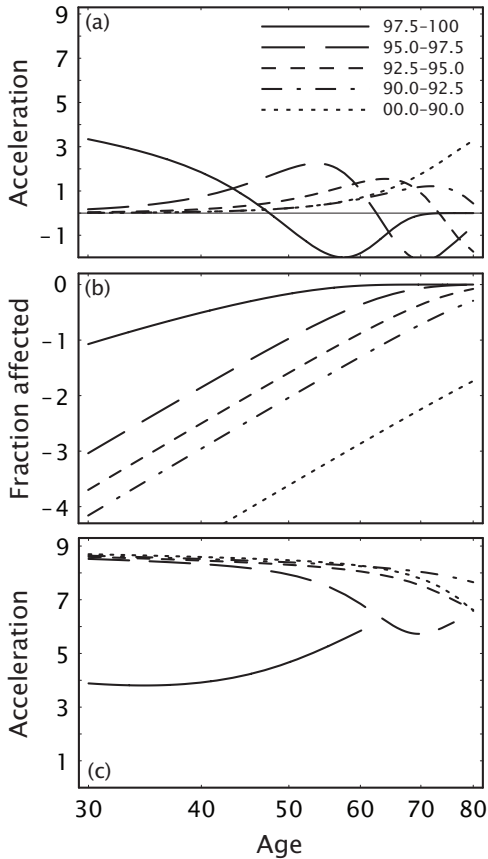 9
(a)
97.5–100
7
95.0–97.5
92.5–95.0
5
90.0–92.5
00.0–90.0
3
1
–1
Acceleration
0
(b)
–1
–2
–3
–4
Fraction affected
9
7
5
3
1
(c)
Acceleration
30 40 50 60 70 80
Age